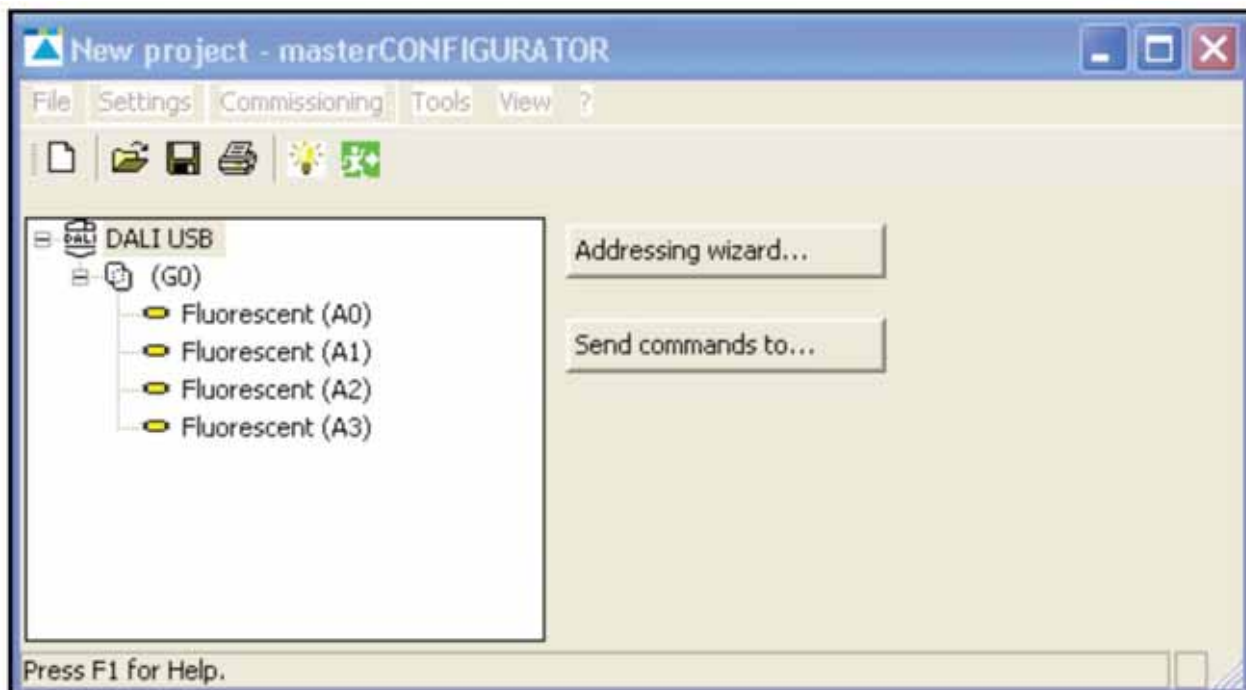 New project - masterCONFIGURATOR
File Settings Commissioning Tools View ?
DALI USB
(G0)
Fluorescent (A0)
Fluorescent (A1)
Fluorescent (A2)
Fluorescent (A3)
Addressing wizard...
Send commands to...
Press F1 for Help.